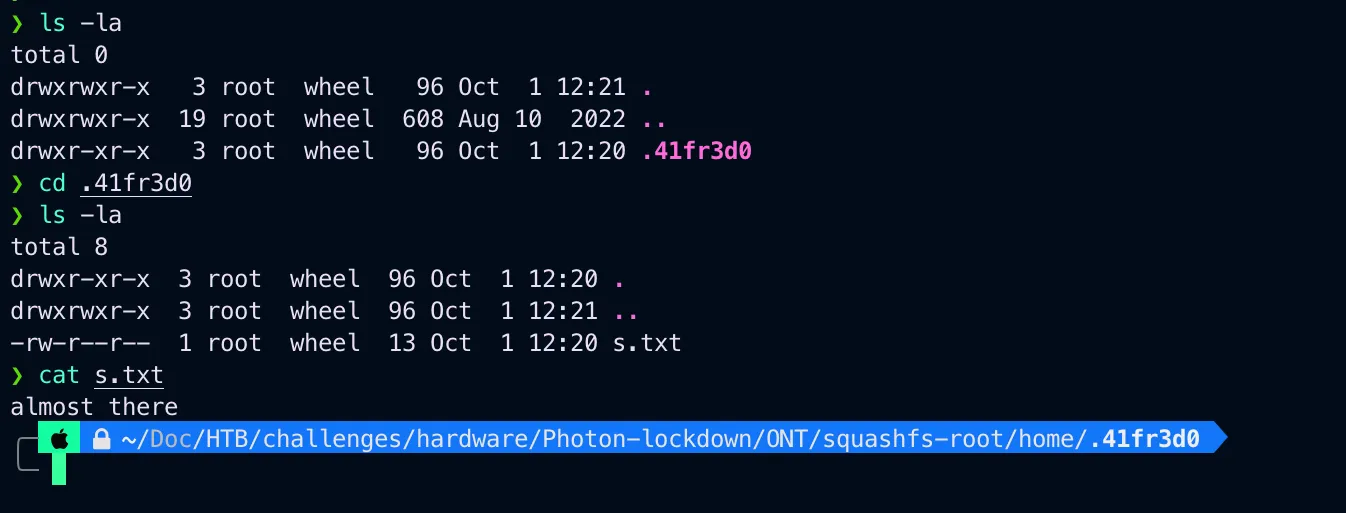 ❯ ls -la
total 0
drwxrwxr-x   3 root  wheel   96 Oct  1 12:21 .
drwxrwxr-x  19 root  wheel  608 Aug 10  2022 ..
drwxr-xr-x   3 root  wheel   96 Oct  1 12:20 .41fr3d0
❯ cd .41fr3d0
❯ ls -la
total 8
drwxr-xr-x  3 root  wheel  96 Oct  1 12:20 .
drwxrwxr-x  3 root  wheel  96 Oct  1 12:21 ..
-rw-r--r--  1 root  wheel  13 Oct  1 12:20 s.txt
❯ cat s.txt
almost there
~/Doc/HTB/challenges/hardware/Photon-lockdown/ONT/squashfs-root/home/.41fr3d0